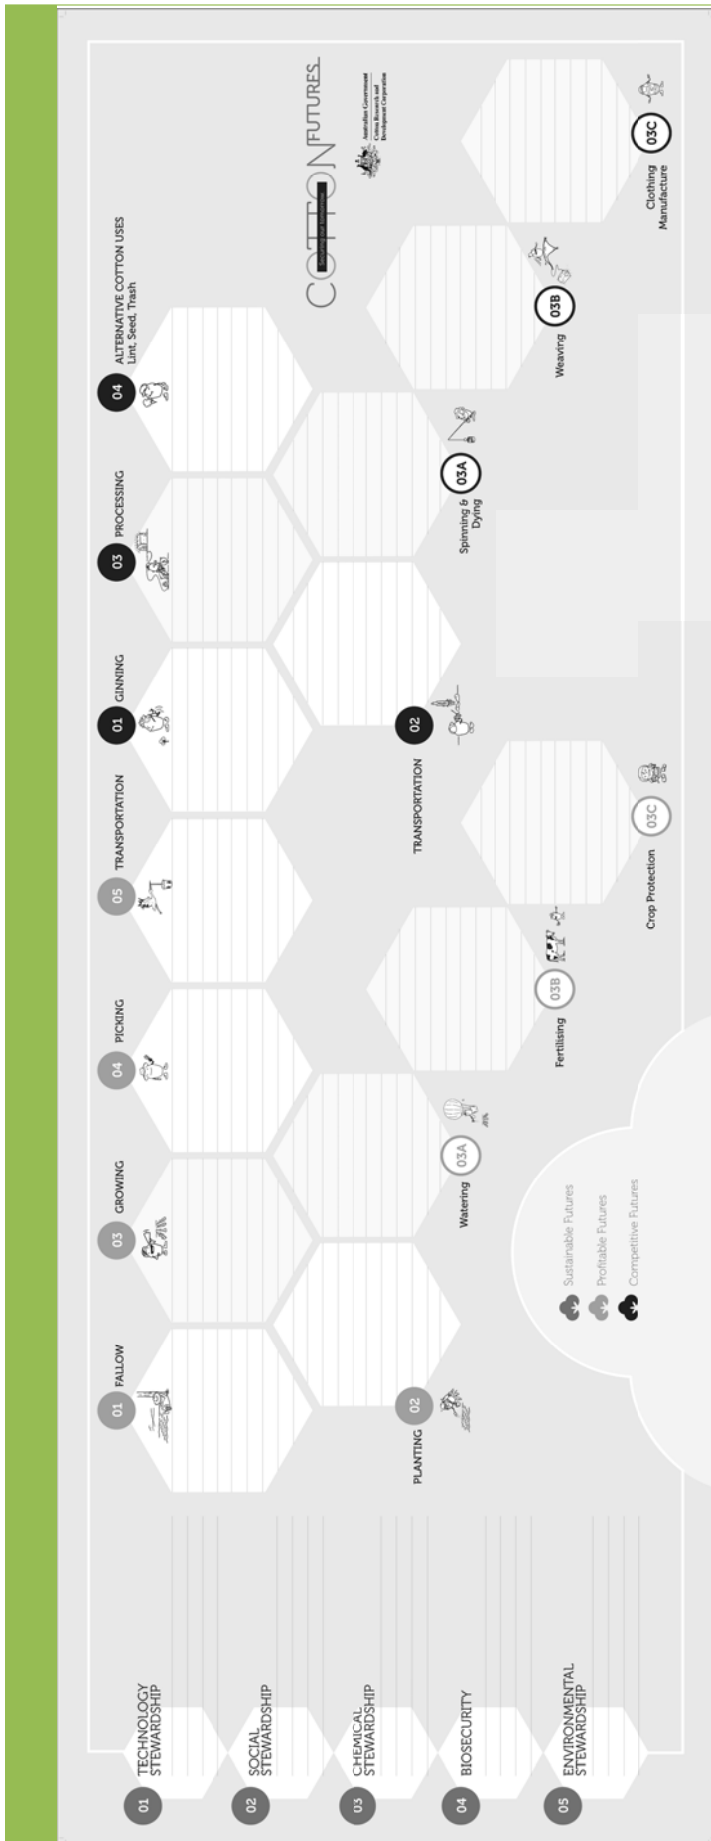 01
TECHNOLOGY
STEWARDSHIP
02
SOCIAL
STEWARDSHIP
03
CHEMICAL
STEWARDSHIP
04
BIOSECURITY
05
ENVIRONMENTAL
STEWARDSHIP
01
FALLOW
03
GROWING
04
PICKING
05
TRANSPORTATION
01
GINNING
03
PROCESSING
04
ALTERNATIVE COTTON USES
Lint, Seed, Trash
PLANTING
02
Watering
03A
Fertilising
03B
Crop Protection
03C
TRANSPORTATION
02
Spinning &
Dying
03A
Weaving
03B
Clothing
Manufacture
03C
COTTON FUTURES
Australian Government
Cotton Research and
Development Corporation
Sustainable Futures
Profitable Futures
Competitive Futures